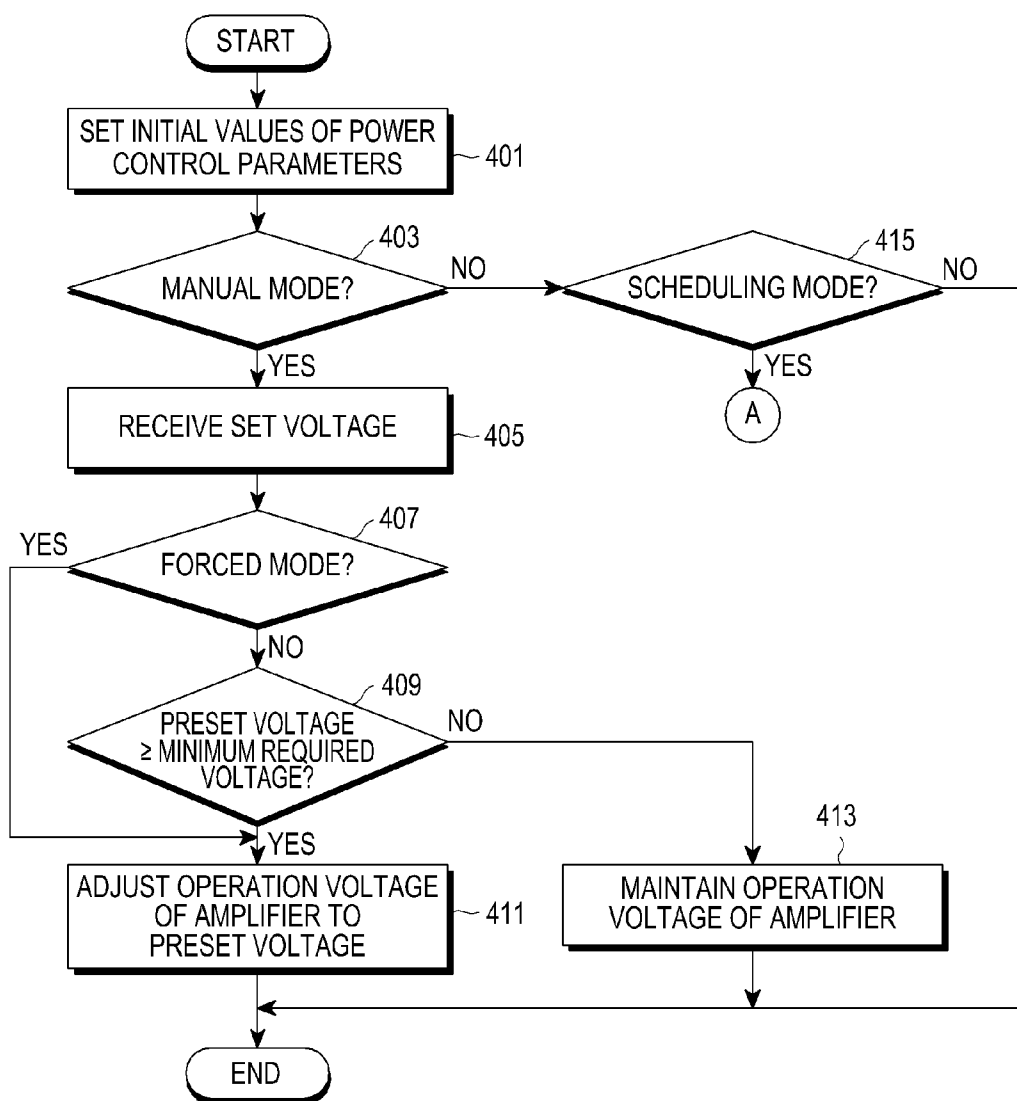 START
SET INITIAL VALUES OF POWER
CONTROL PARAMETERS
401
403
MANUAL MODE?
NO
YES
415
SCHEDULING MODE?
NO
YES
A
RECEIVE SET VOLTAGE
405
407
FORCED MODE?
YES
NO
409
PRESET VOLTAGE
≥ MINIMUM REQUIRED
VOLTAGE?
NO
YES
ADJUST OPERATION VOLTAGE
OF AMPLIFIER TO
PRESET VOLTAGE
411
413
MAINTAIN OPERATION
VOLTAGE OF AMPLIFIER
END